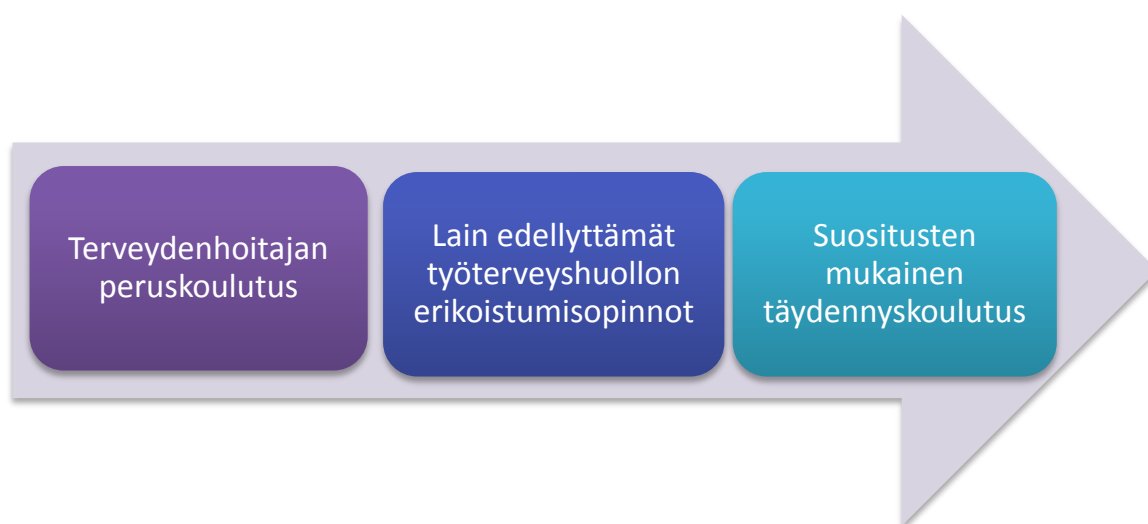 Terveydenhoitajan
peruskoulutus
Lain edellyttämät
työterveyshuollon
erikoistumisopinnot
Suositusten
mukainen
täydennyskoulutus